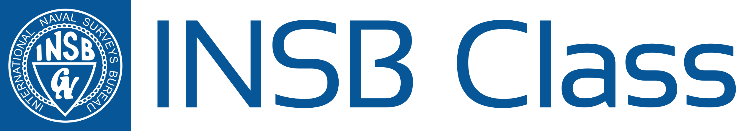 INTERNATIONAL NAVAL SURVEYS BUREAU
INSB
INSB Class